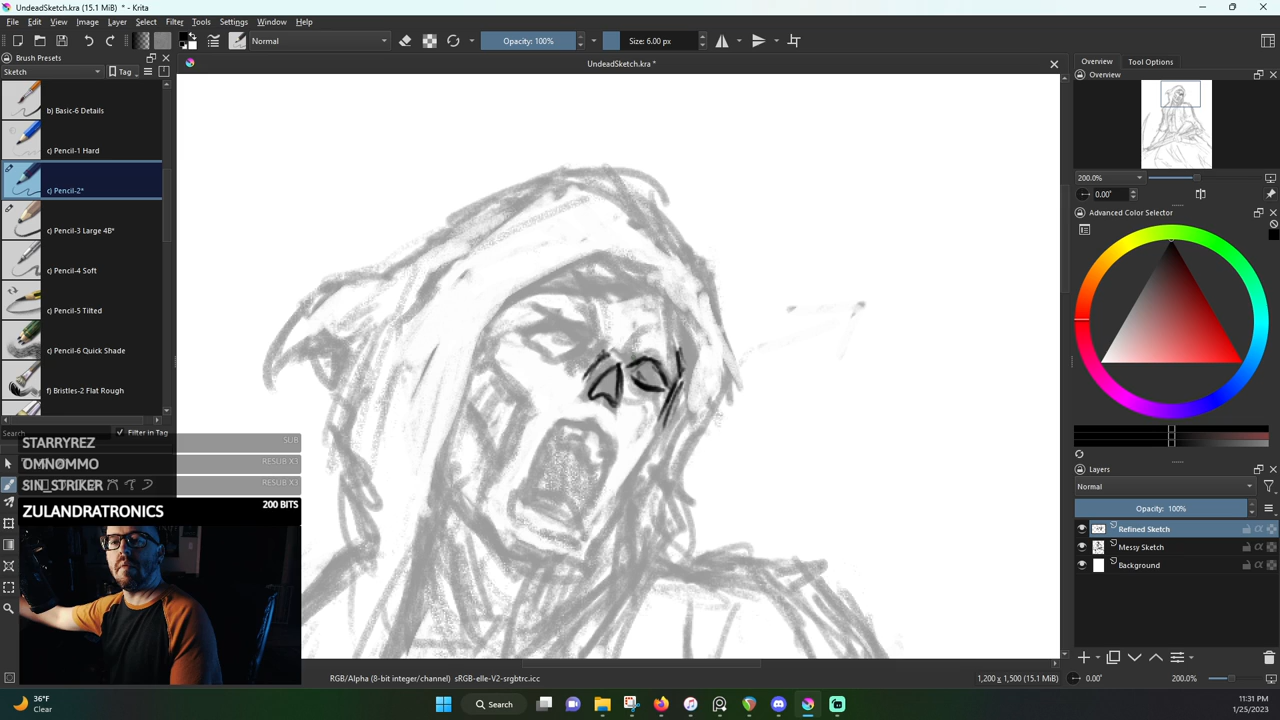 UndeadSketch.kra (15.1 MiB) * - Krita
File Edit View Image Layer Select Filter Tools Settings Window Help
Normal
Opacity: 100%
Size: 6.00 px
Brush Presets
Sketch
Tag
b) Basic-6 Details
c) Pencil-1 Hard
c) Pencil-2*
c) Pencil-3 Large 4B*
c) Pencil-4 Soft
c) Pencil-5 Tilted
c) Pencil-6 Quick Shade
f) Bristles-2 Flat Rough
Search
Filter in Tag
UndeadSketch.kra *
STARRYREZ SUB
OMNØMMO RESUB X3
SIN_STRIKER RESUB X3
ZULANDRATRONICS 200 BITS
Overview Tool Options
Overview
200.0%
0.00°
Advanced Color Selector
Layers
Normal
Opacity: 100%
Refined Sketch
Messy Sketch
Background
RGB/Alpha (8-bit integer/channel) sRGB-elle-V2-srgbtrc.icc
1,200 x 1,500 (15.1 MiB)
0.00°
200.0%
36°F
Clear
Search
11:31 PM
1/25/2023